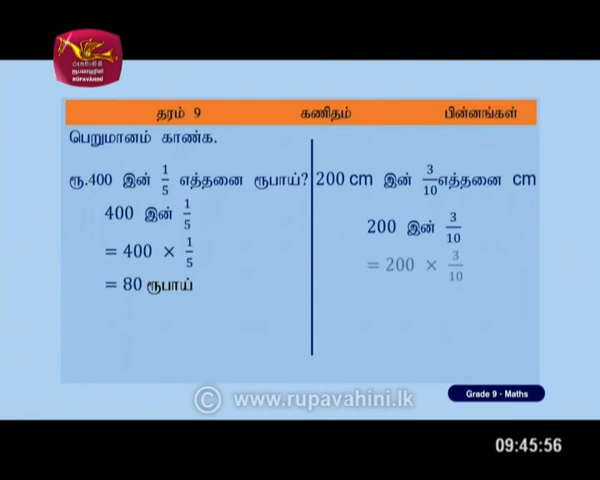 රූපවාහිනී
ரூபவாஹினி
RUPAVAHINI
தரம் 9 கணிதம் பின்னங்கள்
பெறுமானம் காண்க.
ரூ.400 இன் 1/5 எத்தனை ரூபாய்?
400 இன் 1/5
= 400 × 1/5
= 80 ரூபாய்
200 cm இன் 3/10 எத்தனை cm
200 இன் 3/10
= 200 × 3/10
Grade 9 - Maths
© www.rupavahini.lk
09:45:56